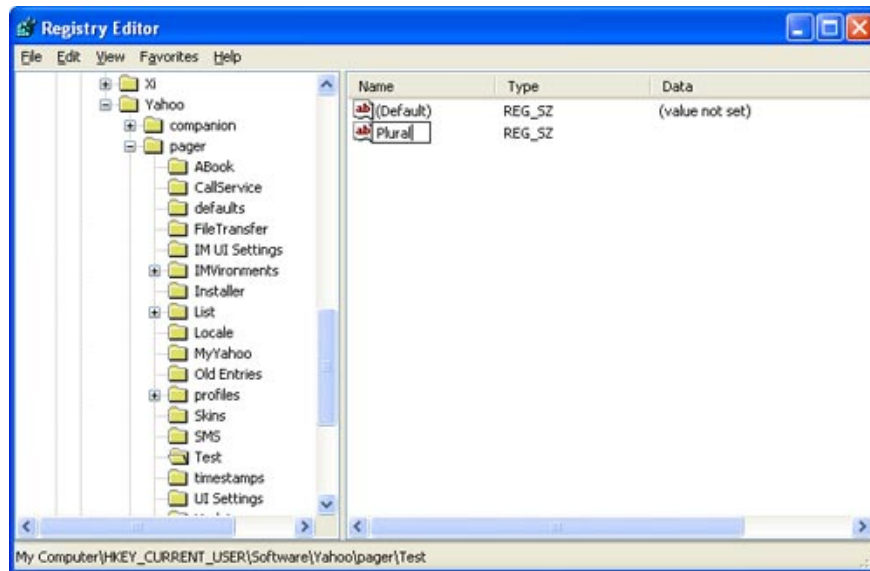 Registry Editor
File Edit View Favorites Help
Xi
Yahoo
companion
pager
ABook
CallService
defaults
FileTransfer
IM UI Settings
IMVironments
Installer
List
Locale
MyYahoo
Old Entries
profiles
Skins
SMS
Test
timestamps
UI Settings
Name Type Data
ab (Default) REG_SZ (value not set)
ab Plural REG_SZ
My Computer\HKEY_CURRENT_USER\Software\Yahoo\pager\Test